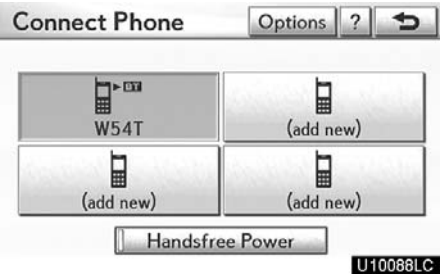 Connect Phone Options ?
BT
W54T (add new)
(add new) (add new)
Handsfree Power
U10088LC